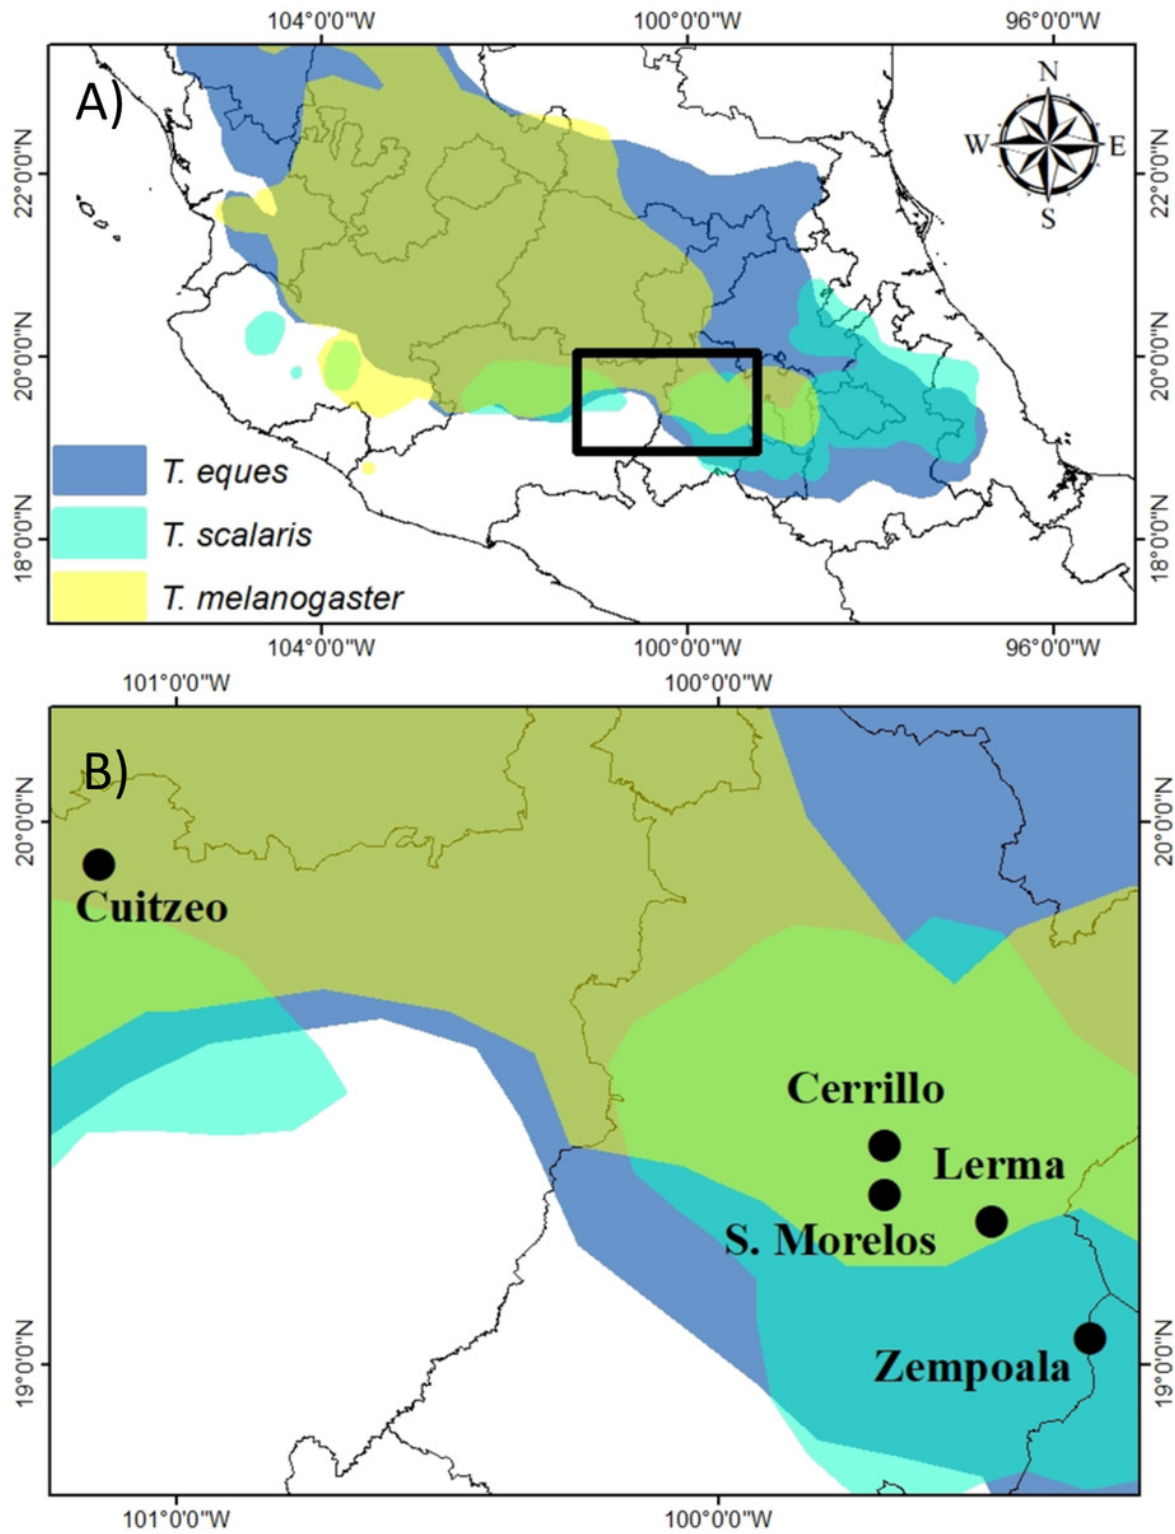 104°0'0"W 100°0'0"W 96°0'0"W
A)
N
W E
S
22°0'0"N 22°0'0"N
20°0'0"N 20°0'0"N
18°0'0"N 18°0'0"N
T. eques
T. scalaris
T. melanogaster
104°0'0"W 100°0'0"W 96°0'0"W
101°0'0"W 100°0'0"W
B)
20°0'0"N 20°0'0"N
Cuitzeo
Cerrillo
Lerma
S. Morelos
Zempoala
19°0'0"N 19°0'0"N
101°0'0"W 100°0'0"W